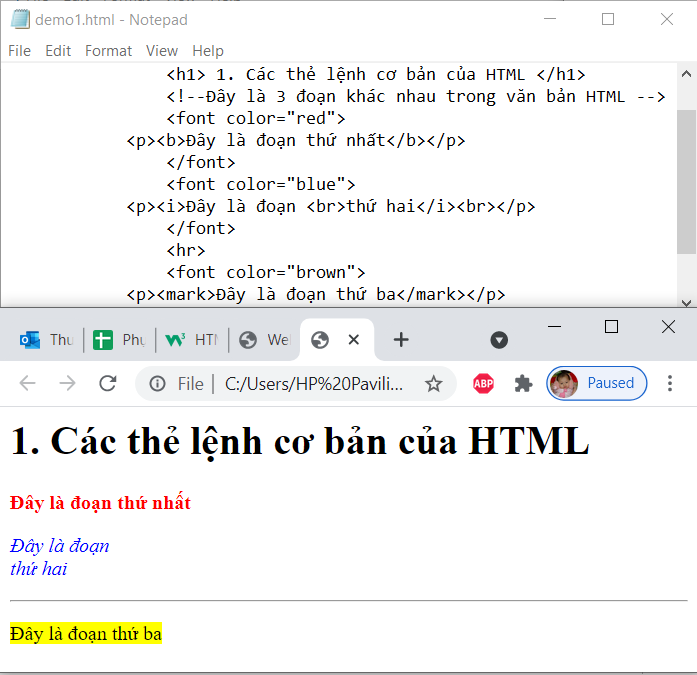 demo1.html - Notepad
File Edit Format View Help
<h1> 1. Các thẻ lệnh cơ bản của HTML </h1>
<!--Đây là 3 đoạn khác nhau trong văn bản HTML -->
<font color="red">
<p><b>Đây là đoạn thứ nhất</b></p>
</font>
<font color="blue">
<p><i>Đây là đoạn <br>thứ hai</i><br></p>
</font>
<hr>
<font color="brown">
<p><mark>Đây là đoạn thứ ba</mark></p>
Thu Phụ HTM Wel
File C:/Users/HP%20Pavili... ABP Paused
1. Các thẻ lệnh cơ bản của HTML
Đây là đoạn thứ nhất
Đây là đoạn
thứ hai
Đây là đoạn thứ ba